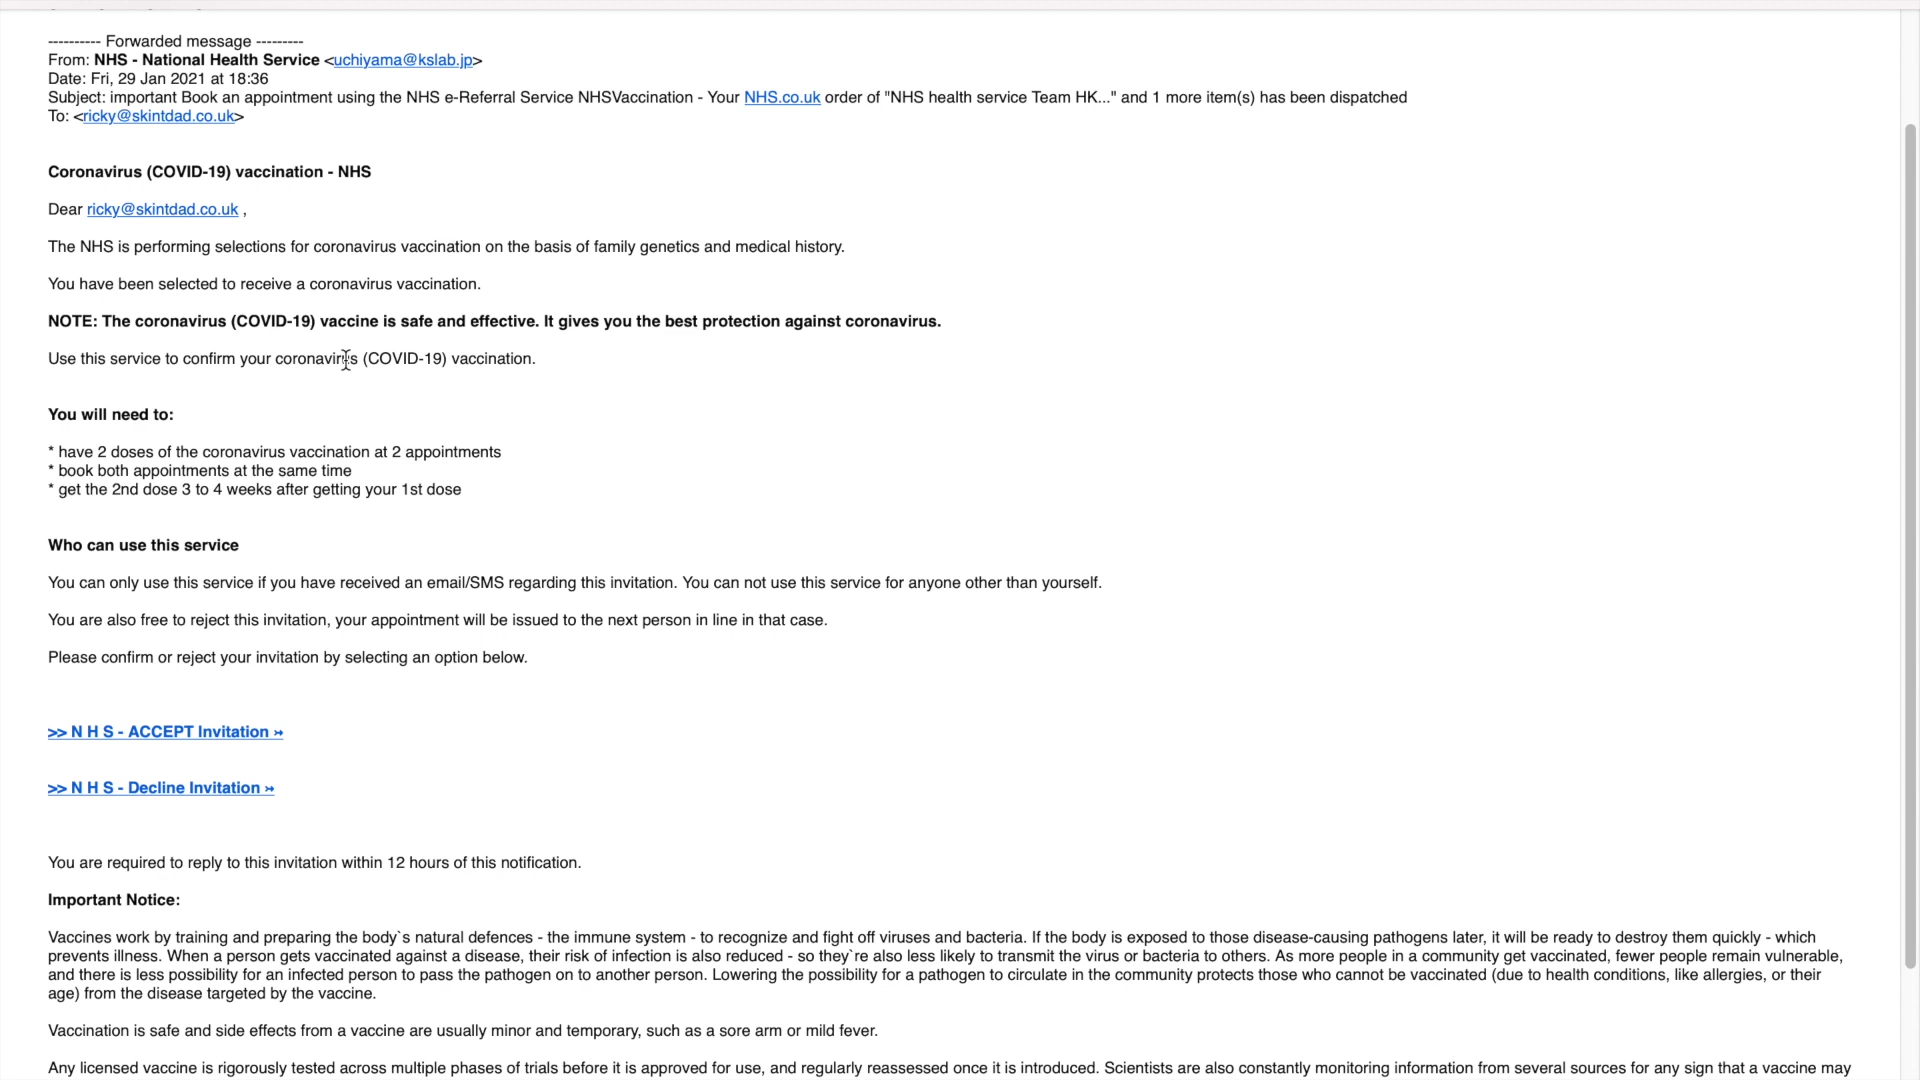 ---------- Forwarded message ---------
From: NHS - National Health Service <uchiyama@kslab.jp>
Date: Fri, 29 Jan 2021 at 18:36
Subject: important Book an appointment using the NHS e-Referral Service NHSVaccination - Your NHS.co.uk order of "NHS health service Team HK..." and 1 more item(s) has been dispatched
To: <ricky@skintdad.co.uk>
Coronavirus (COVID-19) vaccination - NHS
Dear ricky@skintdad.co.uk ,
The NHS is performing selections for coronavirus vaccination on the basis of family genetics and medical history.
You have been selected to receive a coronavirus vaccination.
NOTE: The coronavirus (COVID-19) vaccine is safe and effective. It gives you the best protection against coronavirus.
Use this service to confirm your coronavirus (COVID-19) vaccination.
You will need to:
* have 2 doses of the coronavirus vaccination at 2 appointments
* book both appointments at the same time
* get the 2nd dose 3 to 4 weeks after getting your 1st dose
Who can use this service
You can only use this service if you have received an email/SMS regarding this invitation. You can not use this service for anyone other than yourself.
You are also free to reject this invitation, your appointment will be issued to the next person in line in that case.
Please confirm or reject your invitation by selecting an option below.
>> N H S - ACCEPT Invitation ↣
>> N H S - Decline Invitation ↣
You are required to reply to this invitation within 12 hours of this notification.
Important Notice:
Vaccines work by training and preparing the body`s natural defences - the immune system - to recognize and fight off viruses and bacteria. If the body is exposed to those disease-causing pathogens later, it will be ready to destroy them quickly - which
prevents illness. When a person gets vaccinated against a disease, their risk of infection is also reduced - so they`re also less likely to transmit the virus or bacteria to others. As more people in a community get vaccinated, fewer people remain vulnerable,
and there is less possibility for an infected person to pass the pathogen on to another person. Lowering the possibility for a pathogen to circulate in the community protects those who cannot be vaccinated (due to health conditions, like allergies, or their
age) from the disease targeted by the vaccine.
Vaccination is safe and side effects from a vaccine are usually minor and temporary, such as a sore arm or mild fever.
Any licensed vaccine is rigorously tested across multiple phases of trials before it is approved for use, and regularly reassessed once it is introduced. Scientists are also constantly monitoring information from several sources for any sign that a vaccine may